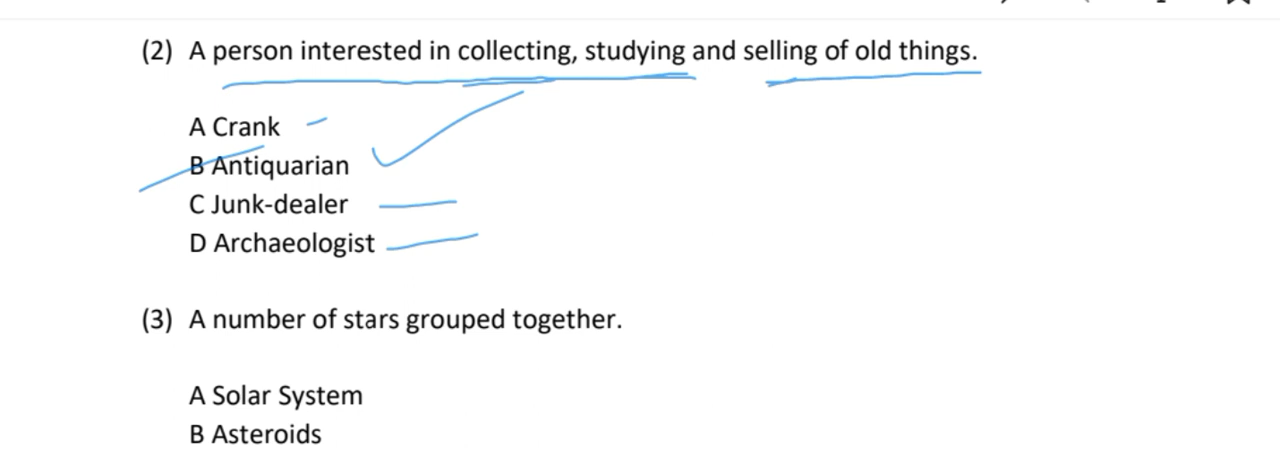 (2) A person interested in collecting, studying and selling of old things.
A Crank
B Antiquarian
C Junk-dealer
D Archaeologist
(3) A number of stars grouped together.
A Solar System
B Asteroids